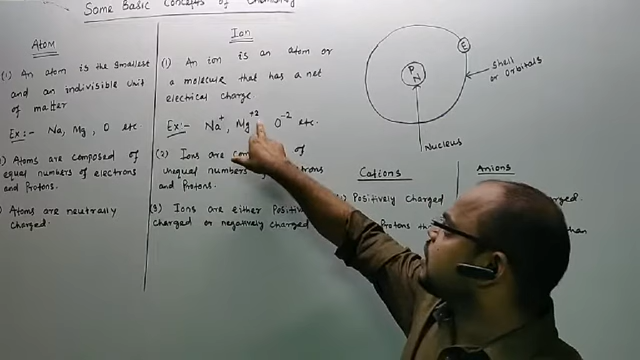 Some Basic Concepts of Chemistry
Atom
(1) An atom is the smallest
and an indivisible unit
of matter
Ex:- Na, Mg, O etc
) Atoms are composed of
equal numbers of electrons
and Protons.
) Atoms are neutrally
charged.
Ion
(1) An ion is an atom or
a molecule that has a net
electrical charge.
Ex:- Na+, Mg+2 O-2 etc.
(2) Ions are of
unequal numbers electrons
and Protons.
(3) Ions are either
charged or negatively charged
E
P
N
shell
or Orbitals
Nucleus
Cations
) Positively charged
Protons
Anions